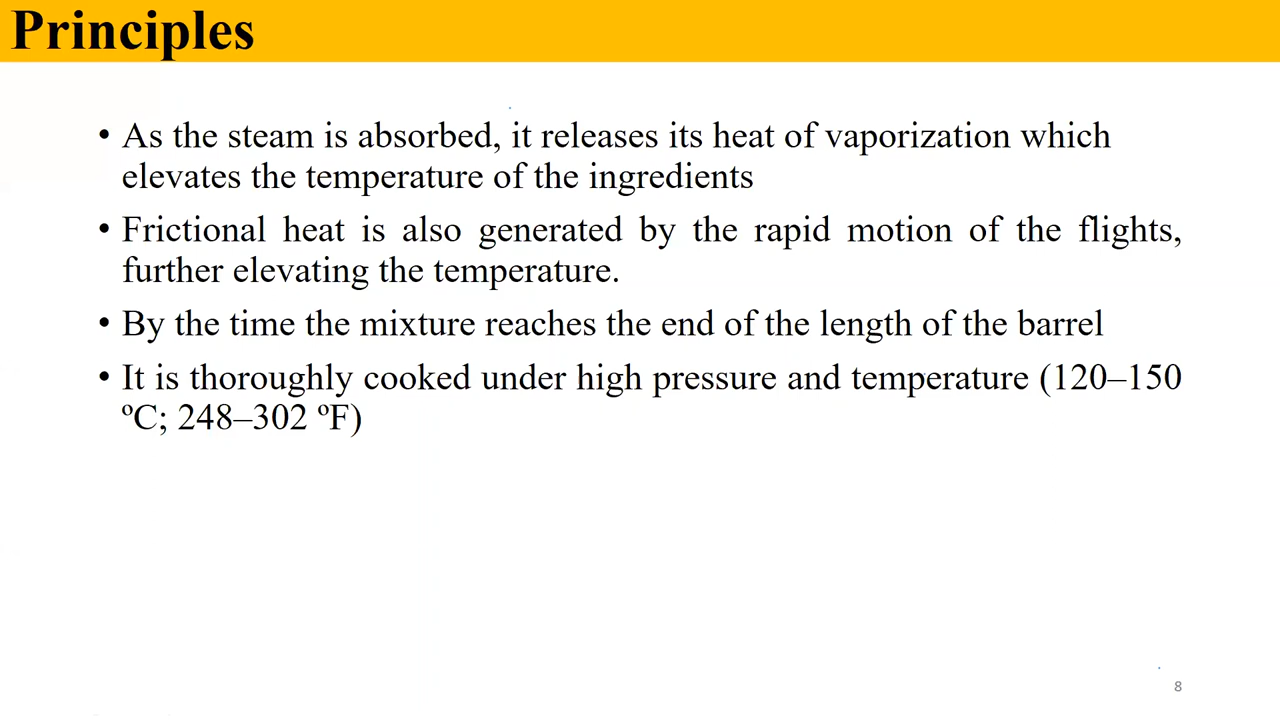 Principles
• As the steam is absorbed, it releases its heat of vaporization which
elevates the temperature of the ingredients
• Frictional heat is also generated by the rapid motion of the flights,
further elevating the temperature.
• By the time the mixture reaches the end of the length of the barrel
• It is thoroughly cooked under high pressure and temperature (120–150
ºC; 248–302 ºF)
8